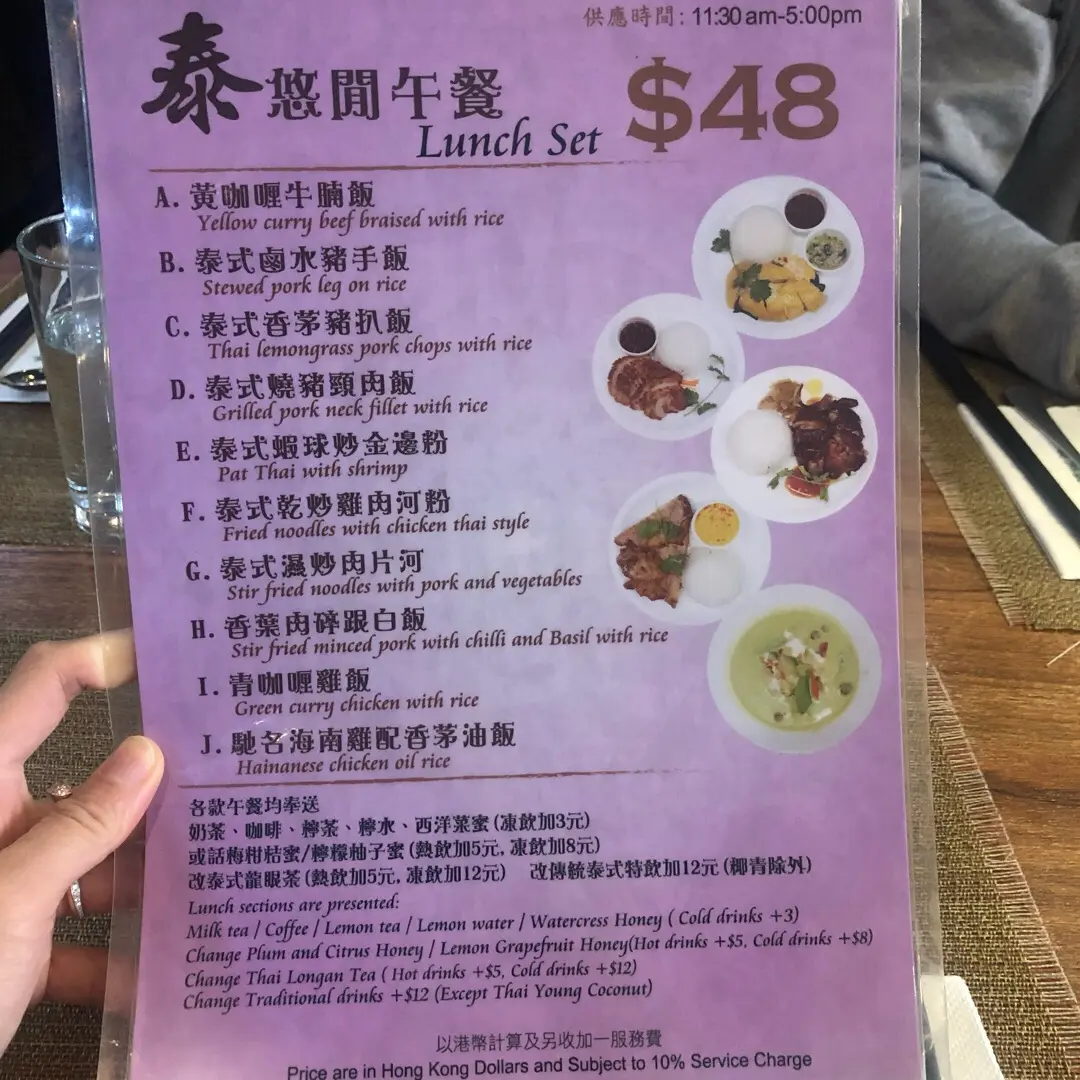 供應時間: 11:30 am-5:00pm
泰悠閒午餐 $48
Lunch Set
A. 黃咖喱牛腩飯
Yellow curry beef braised with rice
B. 泰式鹵水豬手飯
Stewed pork leg on rice
C. 泰式香茅豬扒飯
Thai lemongrass pork chops with rice
D. 泰式燒豬頸肉飯
Grilled pork neck fillet with rice
E. 泰式蝦球炒金邊粉
Pat Thai with shrimp
F. 泰式乾炒雞肉河粉
Fried noodles with chicken thai style
G. 泰式濕炒肉片河
Stir fried noodles with pork and vegetables
H. 香葉肉碎跟白飯
Stir fried minced pork with chilli and Basil with rice
I. 青咖喱雞飯
Green curry chicken with rice
J. 馳名海南雞配香茅油飯
Hainanese chicken oil rice
各款午餐均奉送
奶茶、咖啡、檸茶、檸水、西洋菜蜜 (凍飲加3元)
或話梅柑桔蜜/檸檬柚子蜜 (熱飲加5元, 凍飲加8元)
改泰式龍眼茶 (熱飲加5元, 凍飲加12元) 改傳統泰式特飲加12元 (椰青除外)
Lunch sections are presented:
Milk tea / Coffee / Lemon tea / Lemon water / Watercress Honey ( Cold drinks +3)
Change Plum and Citrus Honey / Lemon Grapefruit Honey(Hot drinks +$5, Cold drinks +$8)
Change Thai Longan Tea ( Hot drinks +$5, Cold drinks +$12)
Change Traditional drinks +$12 (Except Thai Young Coconut)
以港幣計算及另收加一服務費
Price are in Hong Kong Dollars and Subject to 10% Service Charge